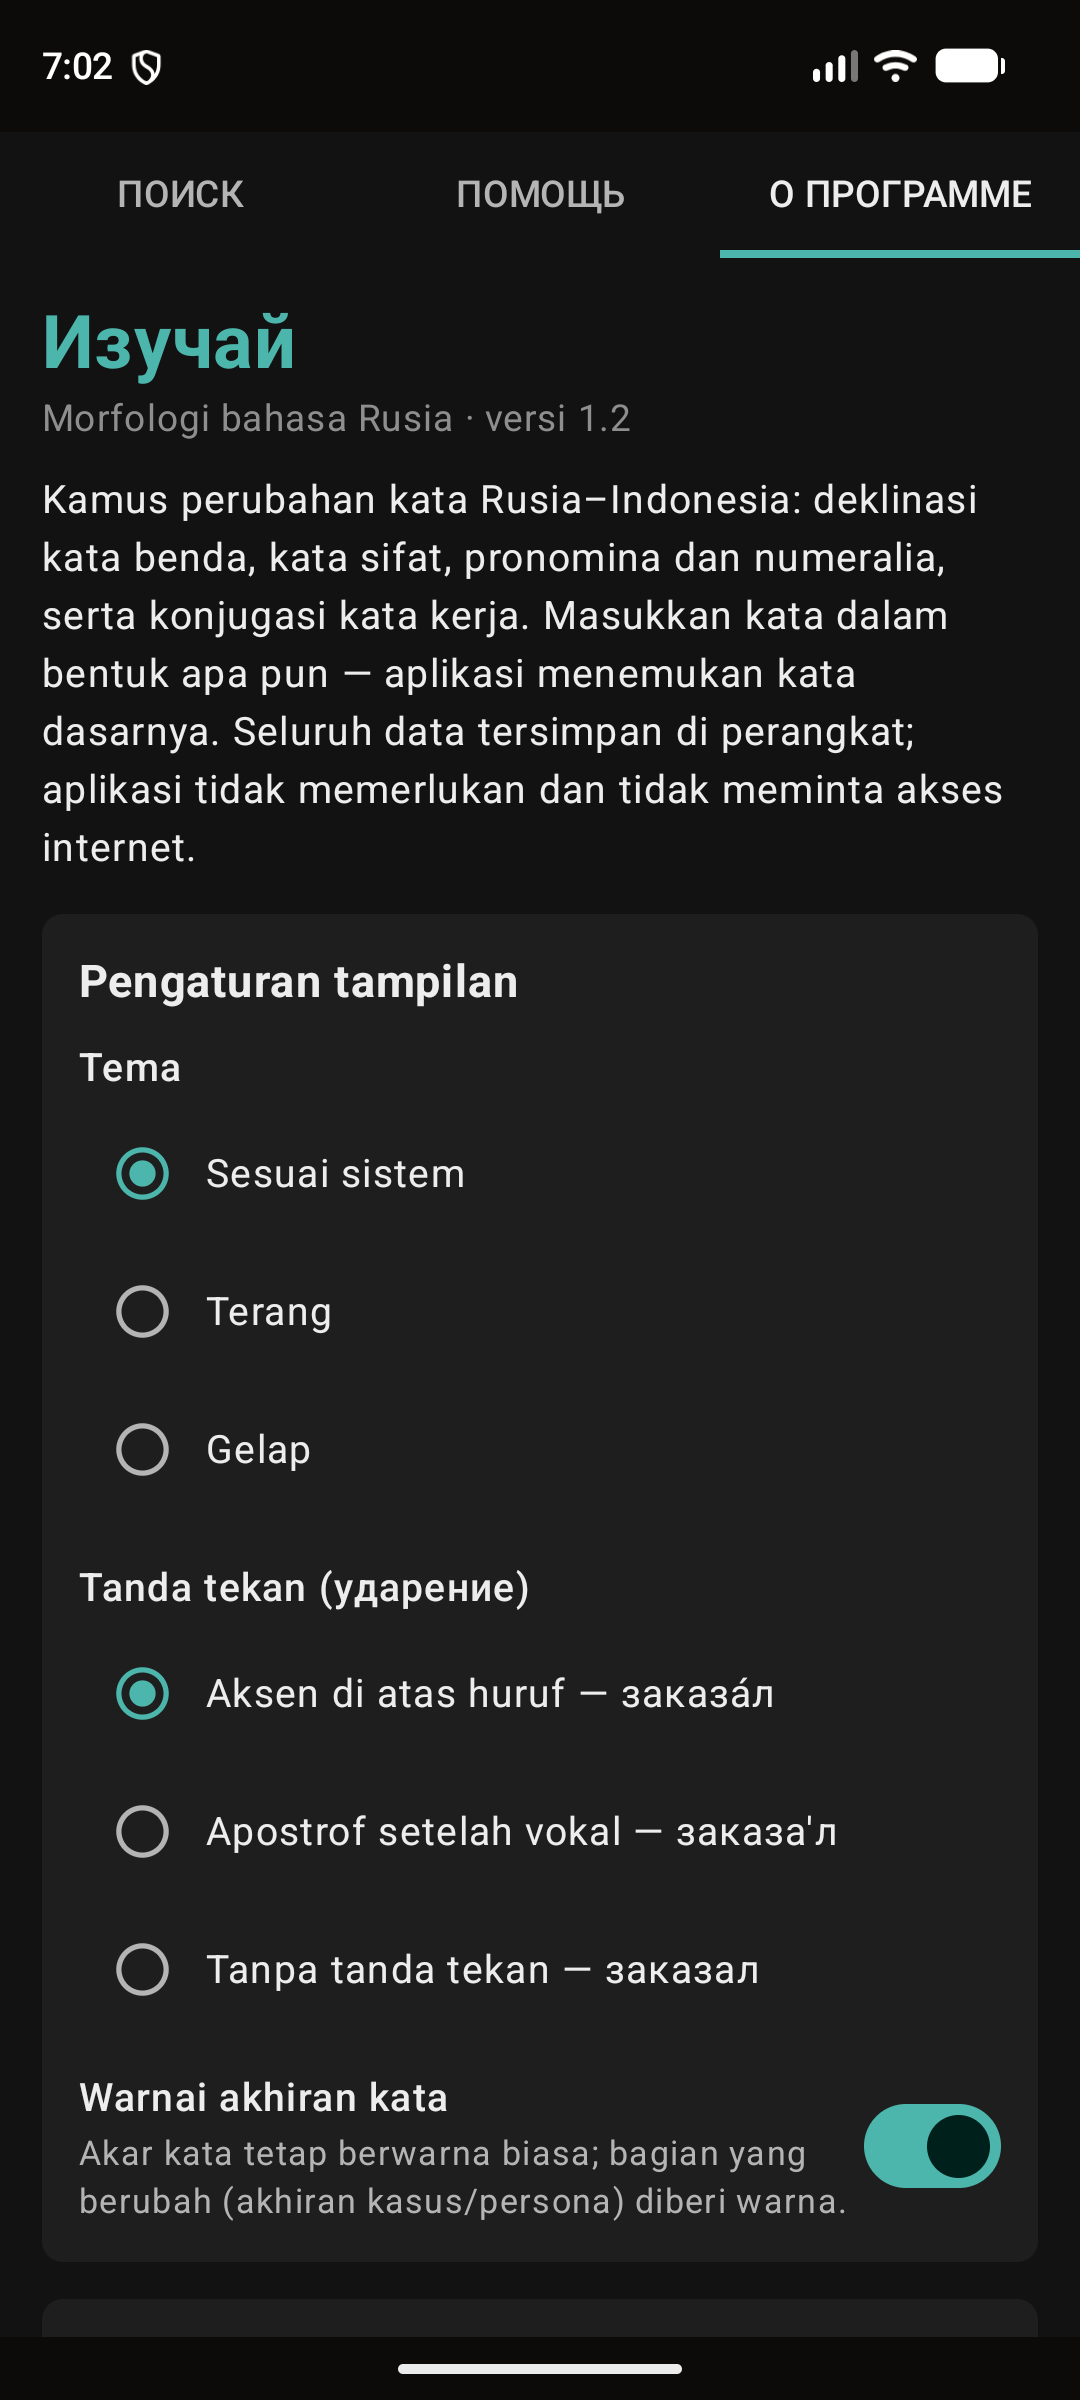 7:02
ПОИСК ПОМОЩЬ О ПРОГРАММЕ
Изучай
Morfologi bahasa Rusia · versi 1.2
Kamus perubahan kata Rusia–Indonesia: deklinasi
kata benda, kata sifat, pronomina dan numeralia,
serta konjugasi kata kerja. Masukkan kata dalam
bentuk apa pun — aplikasi menemukan kata
dasarnya. Seluruh data tersimpan di perangkat;
aplikasi tidak memerlukan dan tidak meminta akses
internet.
Pengaturan tampilan
Tema
Sesuai sistem
Terang
Gelap
Tanda tekan (ударение)
Aksen di atas huruf — заказа́л
Apostrof setelah vokal — заказа'л
Tanpa tanda tekan — заказал
Warnai akhiran kata
Akar kata tetap berwarna biasa; bagian yang
berubah (akhiran kasus/persona) diberi warna.